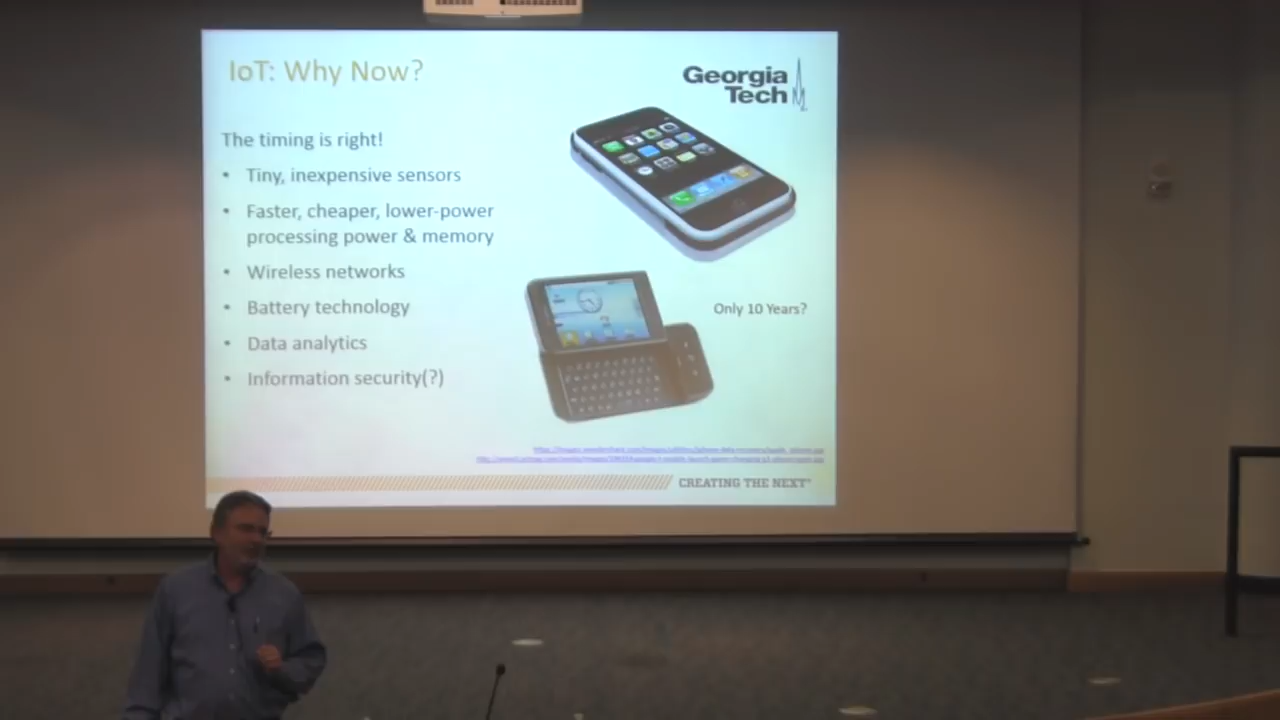 IoT: Why Now?
Georgia
Tech
The timing is right!
• Tiny, inexpensive sensors
• Faster, cheaper, lower-power
processing power & memory
• Wireless networks
• Battery technology
• Data analytics
• Information security(?)
Only 10 Years?
CREATING THE NEXT